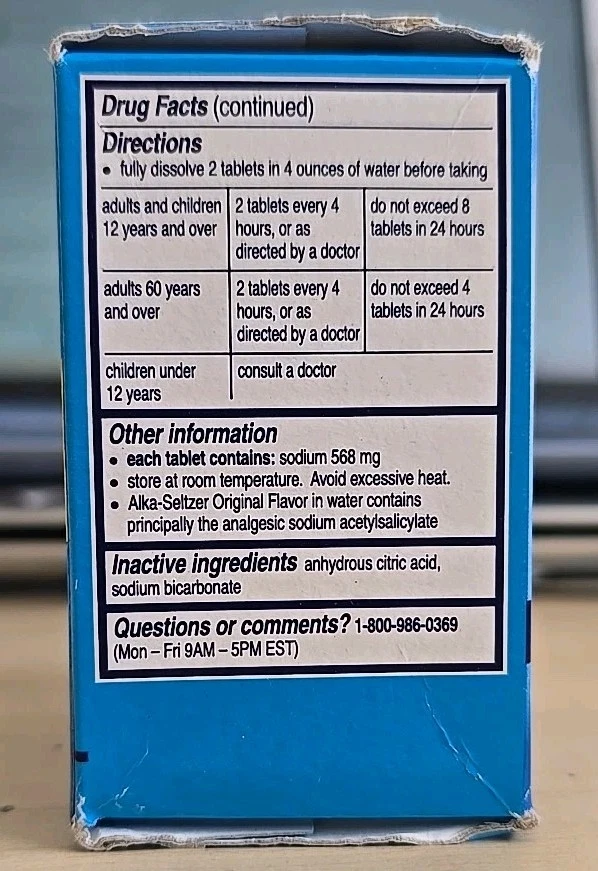 Drug Facts (continued)
Directions
• fully dissolve 2 tablets in 4 ounces of water before taking
adults and children 12 years and over
2 tablets every 4 hours, or as directed by a doctor
do not exceed 8 tablets in 24 hours
adults 60 years and over
2 tablets every 4 hours, or as directed by a doctor
do not exceed 4 tablets in 24 hours
children under 12 years
consult a doctor
Other information
• each tablet contains: sodium 568 mg
• store at room temperature. Avoid excessive heat.
• Alka-Seltzer Original Flavor in water contains
principally the analgesic sodium acetylsalicylate
Inactive ingredients anhydrous citric acid,
sodium bicarbonate
Questions or comments? 1-800-986-0369
(Mon – Fri 9AM – 5PM EST)